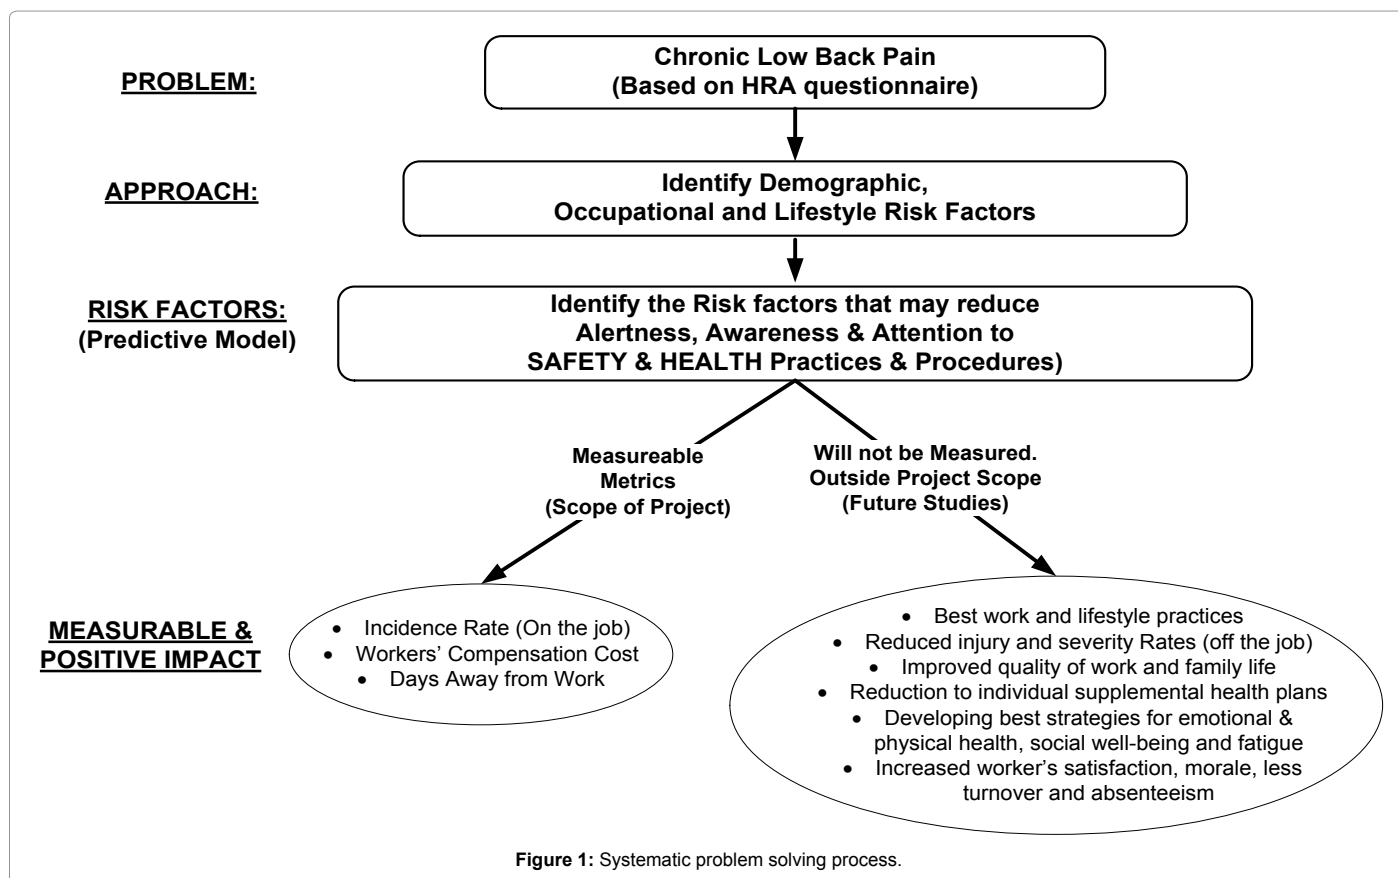 PROBLEM:
Chronic Low Back Pain
(Based on HRA questionnaire)
APPROACH:
Identify Demographic,
Occupational and Lifestyle Risk Factors
RISK FACTORS:
(Predictive Model)
Identify the Risk factors that may reduce
Alertness, Awareness & Attention to
SAFETY & HEALTH Practices & Procedures)
Measureable
Metrics
(Scope of Project)
Will not be Measured.
Outside Project Scope
(Future Studies)
MEASURABLE &
POSITIVE IMPACT
• Incidence Rate (On the job)
• Workers’ Compensation Cost
• Days Away from Work
• Best work and lifestyle practices
• Reduced injury and severity Rates (off the job)
• Improved quality of work and family life
• Reduction to individual supplemental health plans
• Developing best strategies for emotional &
physical health, social well-being and fatigue
• Increased worker’s satisfaction, morale, less
turnover and absenteeism
Figure 1: Systematic problem solving process.